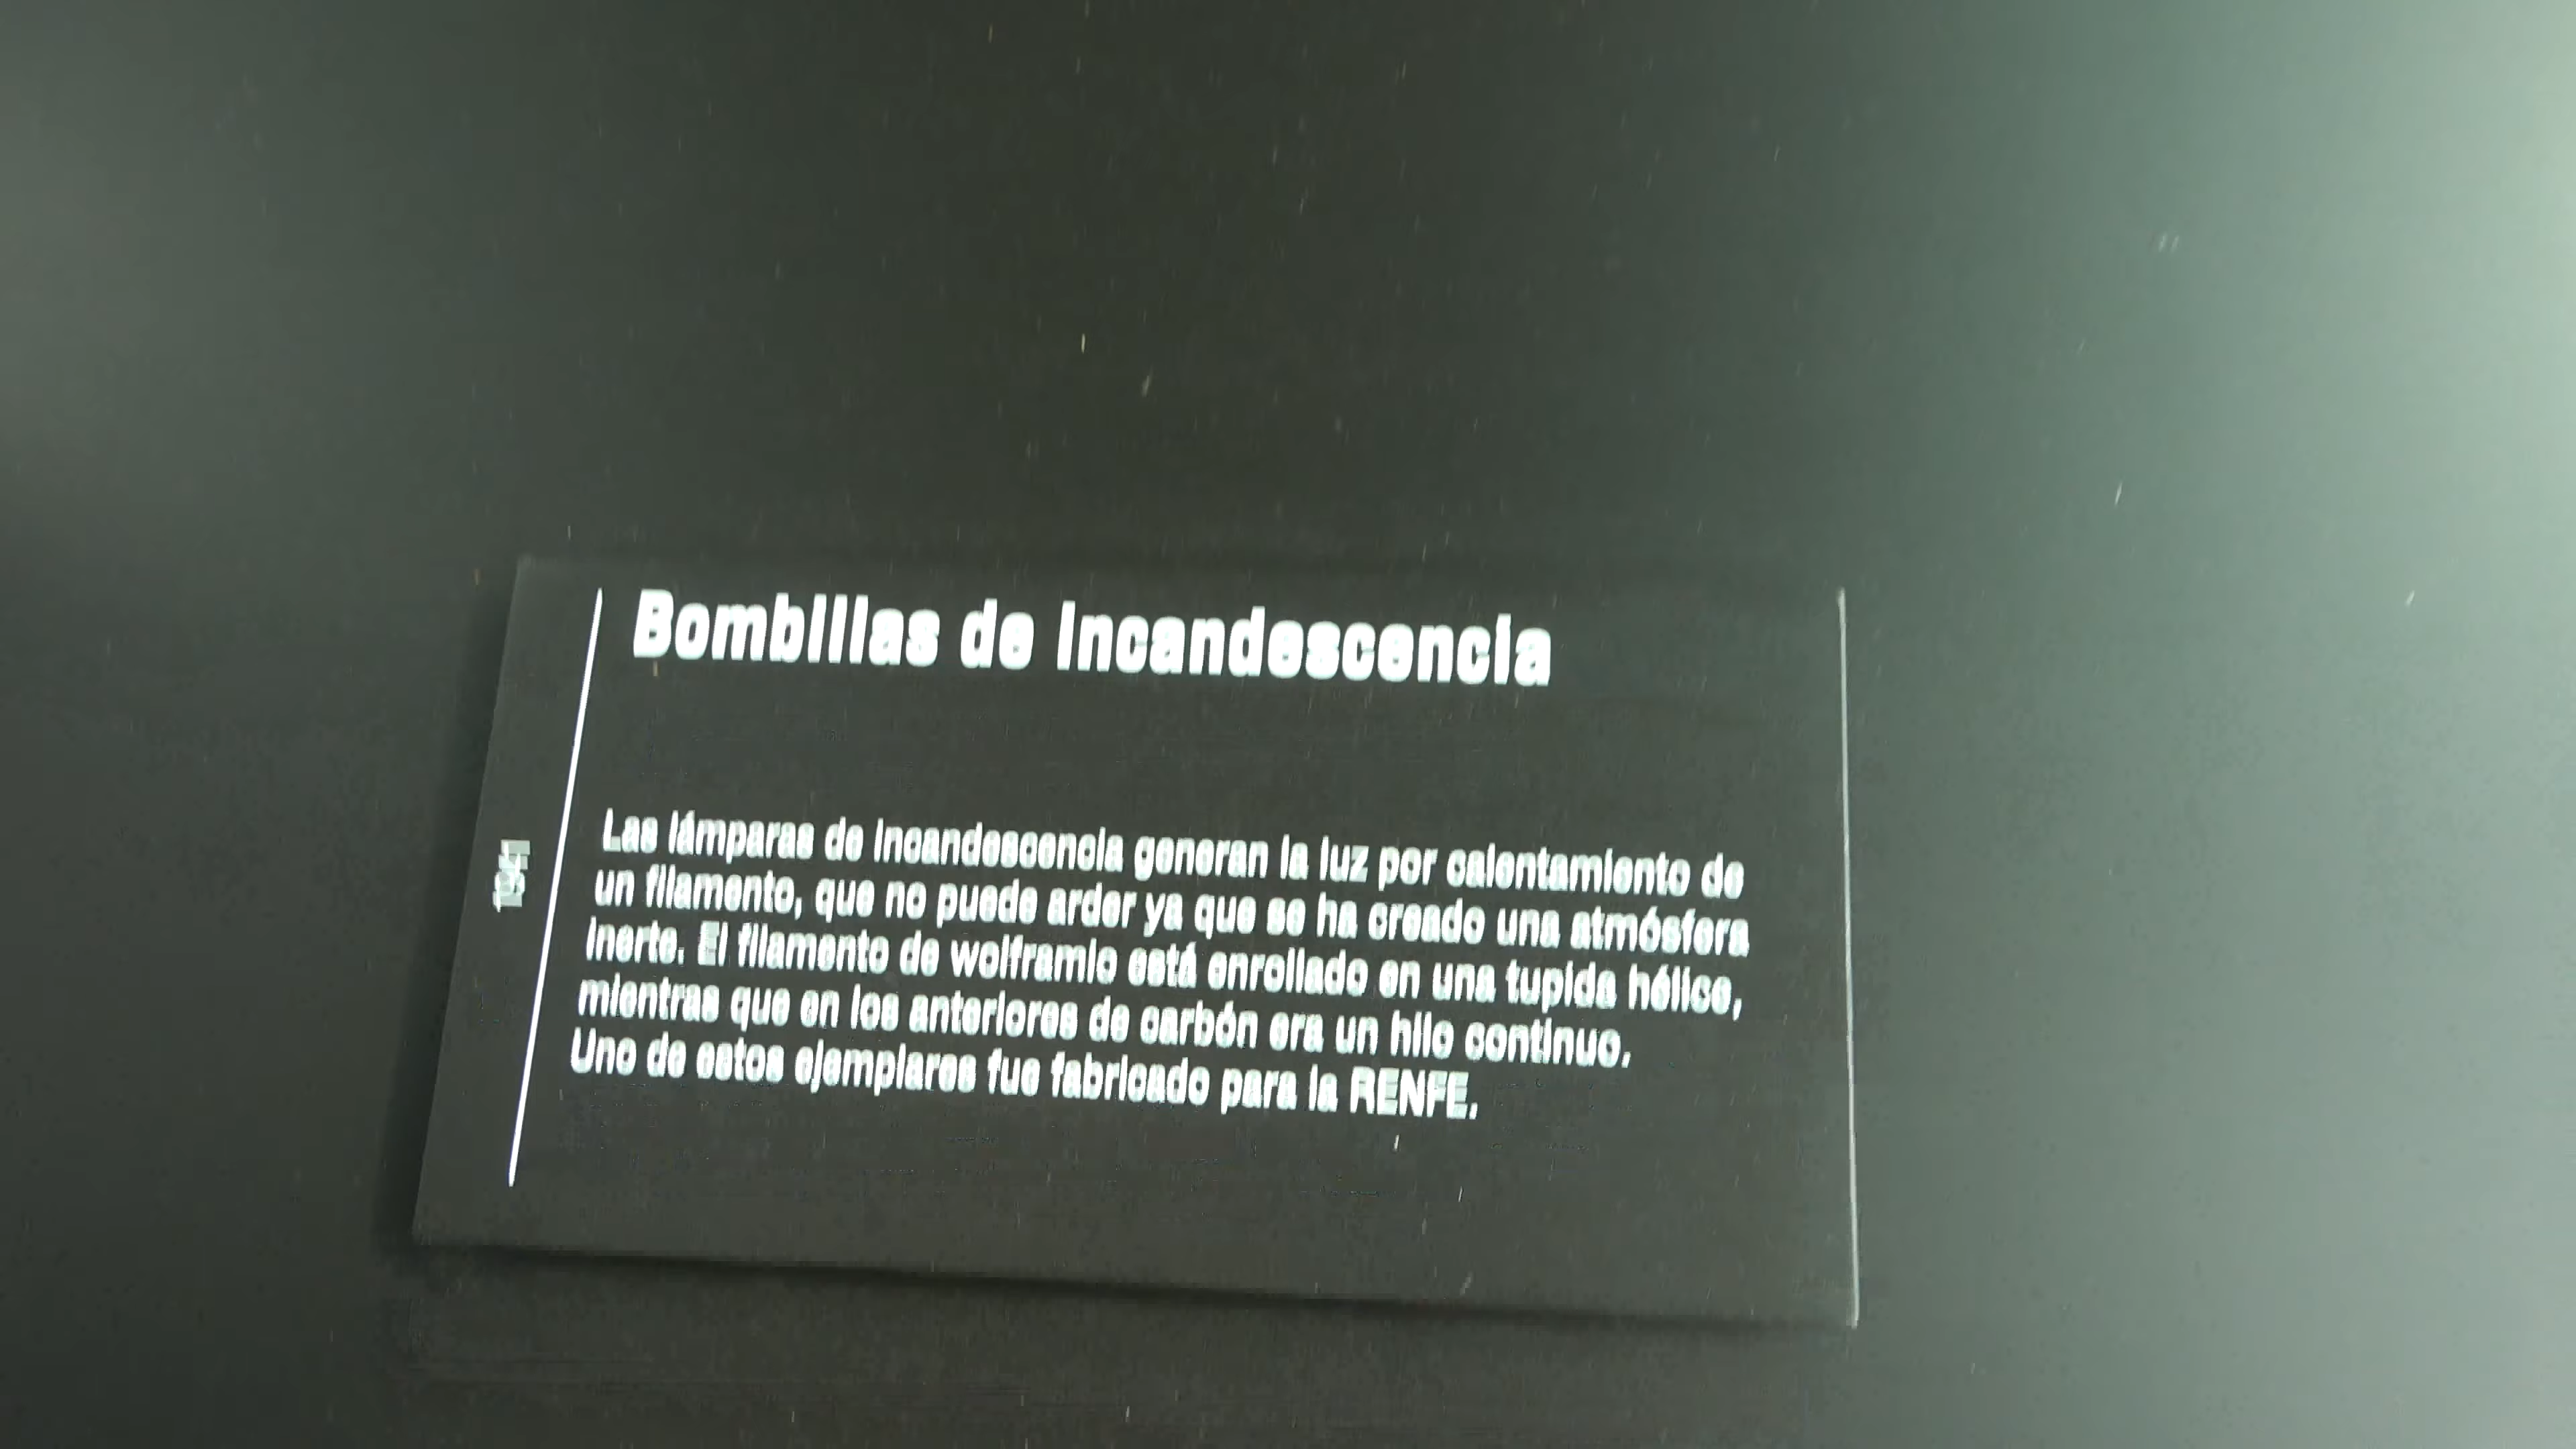 Bombillas de Incandescencia
Las lámparas de incandescencia generan la luz por calentamiento de
un filamento, que no puede arder ya que se ha creado una atmósfera
inerte. El filamento de wolframio está enrollado en una tupida hélice,
mientras que en los anteriores de carbón era un hilo continuo.
Uno de estos ejemplares fue fabricado para la RENFE.